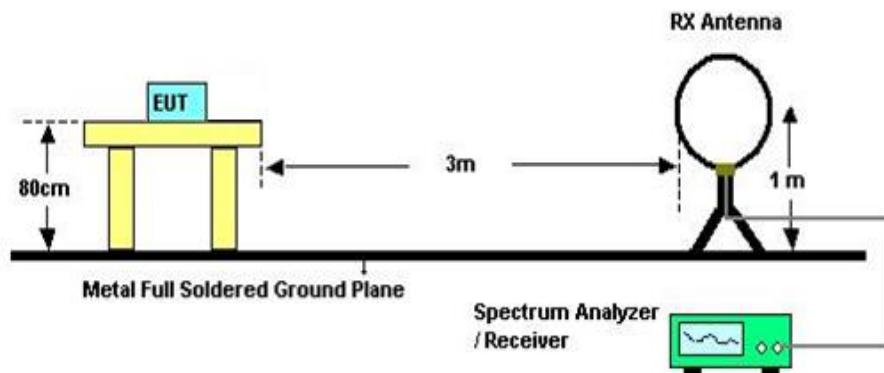 RX Antenna
EUT
80cm
3m
1 m
Metal Full Soldered Ground Plane
Spectrum Analyzer
/ Receiver